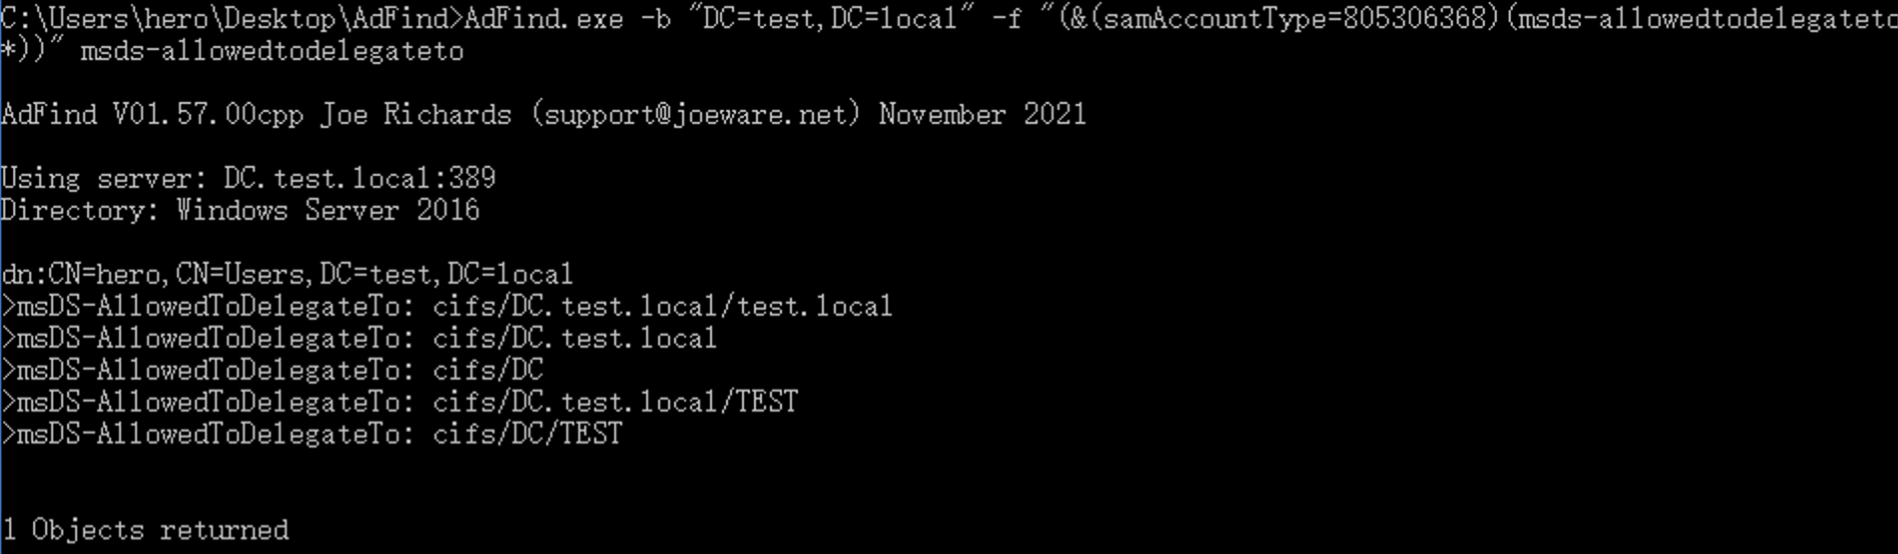 C:\Users\hero\Desktop\AdFind>AdFind.exe -b "DC=test,DC=local" -f "(&(samAccountType=805306368)(msds-allowedtodelegateto
*))" msds-allowedtodelegateto
AdFind V01.57.00cpp Joe Richards (support@joeware.net) November 2021
Using server: DC.test.local:389
Directory: Windows Server 2016
dn:CN=hero,CN=Users,DC=test,DC=local
>msDS-AllowedToDelegateTo: cifs/DC.test.local/test.local
>msDS-AllowedToDelegateTo: cifs/DC.test.local
>msDS-AllowedToDelegateTo: cifs/DC
>msDS-AllowedToDelegateTo: cifs/DC.test.local/TEST
>msDS-AllowedToDelegateTo: cifs/DC/TEST
1 Objects returned